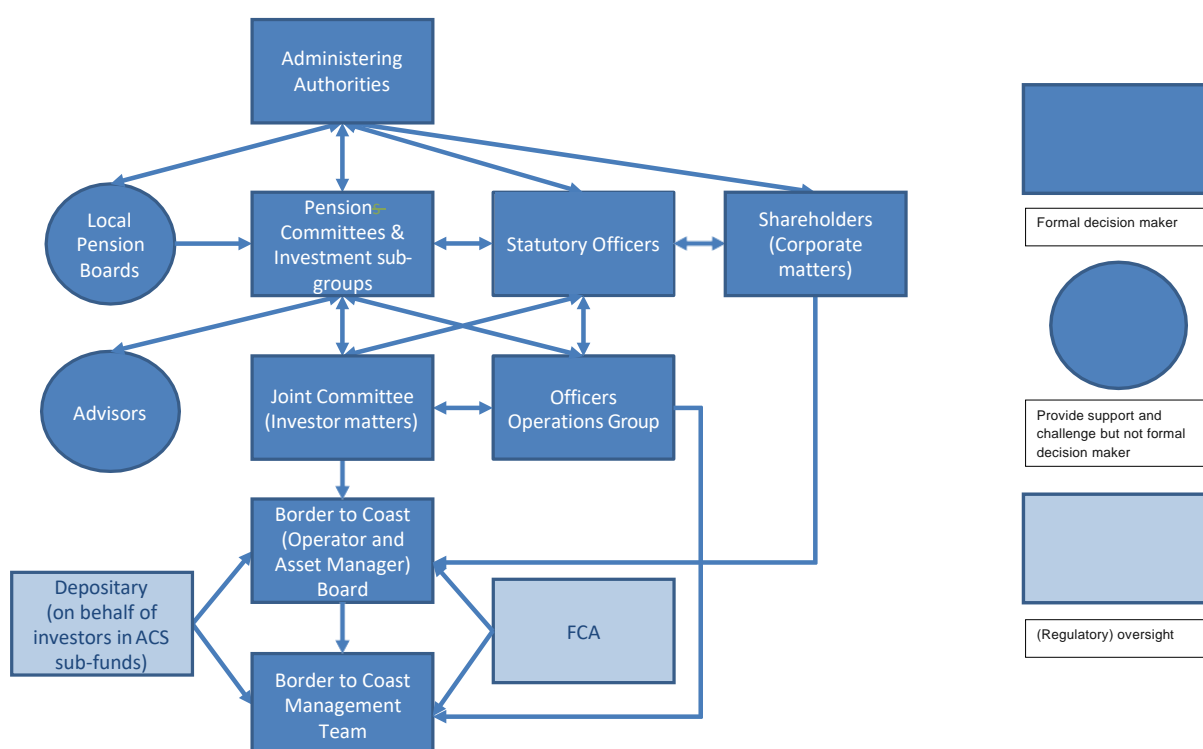 Administering
Authorities
Local
Pension
Boards
Pensions
Committees &
Investment sub-
groups
Statutory Officers
Shareholders
(Corporate
matters)
Formal decision maker
Advisors
Joint Committee
(Investor matters)
Officers
Operations Group
Provide support and
challenge but not formal
decision maker
Border to Coast
(Operator and
Asset Manager)
Board
Depositary
(on behalf of
investors in ACS
sub-funds)
FCA
(Regulatory) oversight
Border to Coast
Management
Team